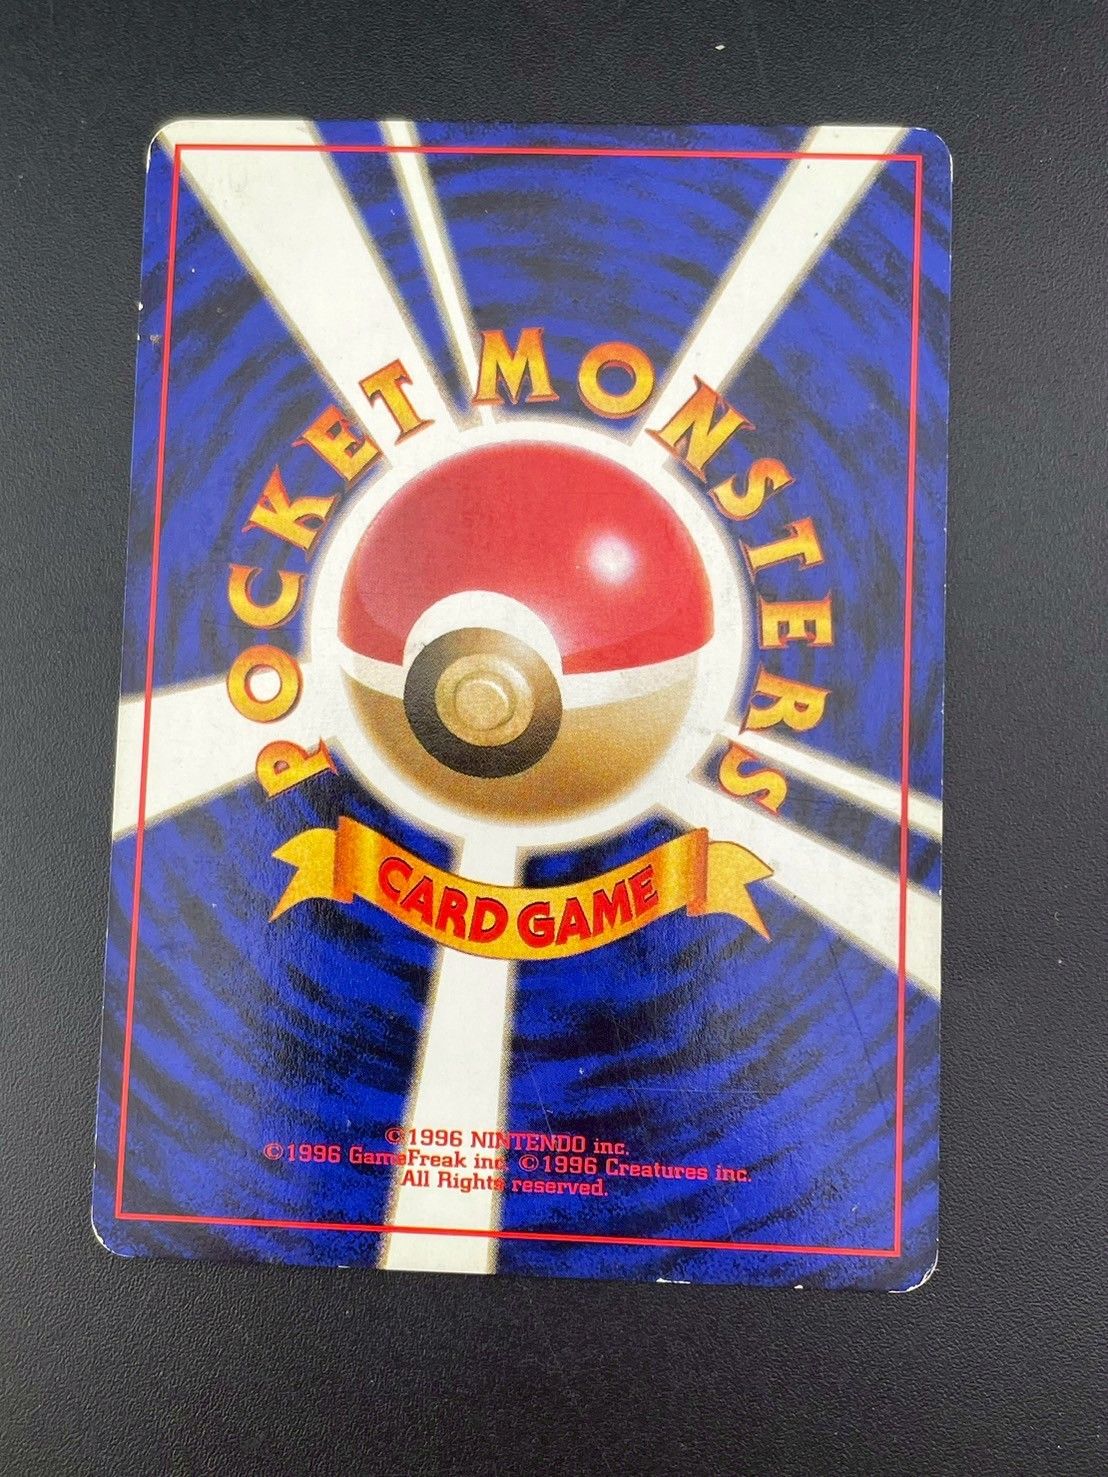 POCKET MONSTERS
CARD GAME
©1996 NINTENDO inc.
©1996 GameFreak inc. ©1996 Creatures inc.
All Rights reserved.